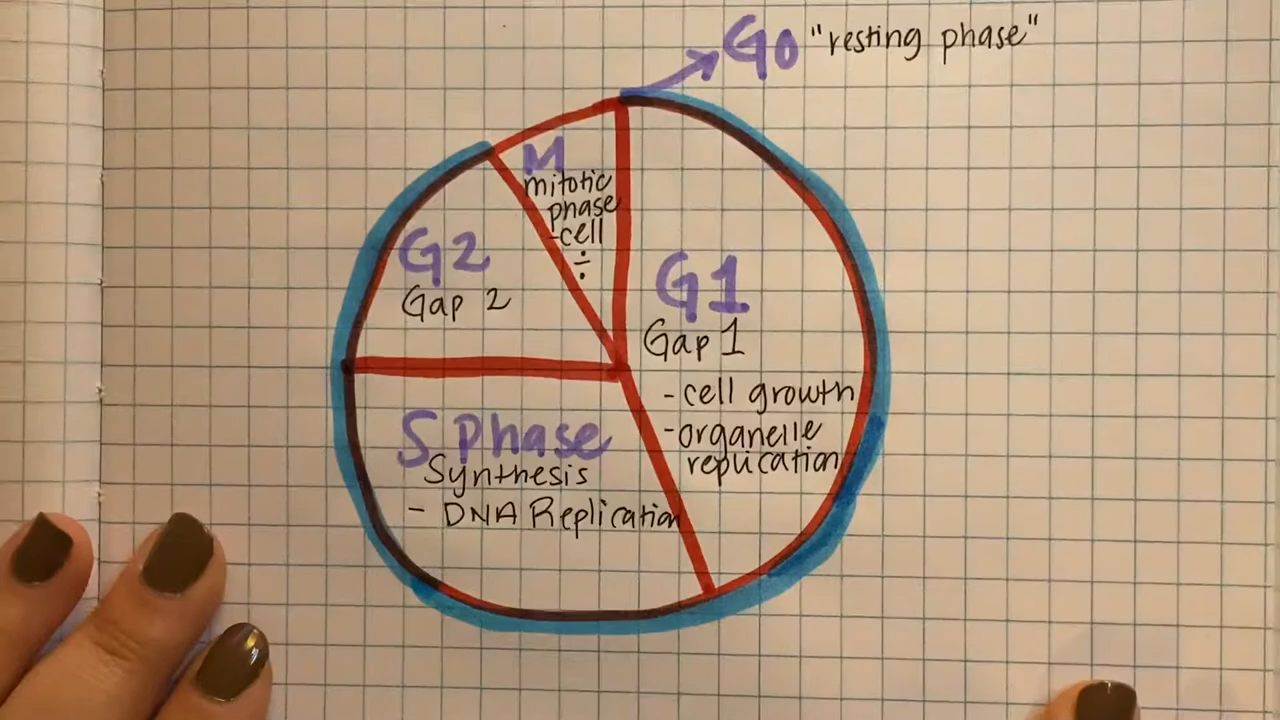 G0 "resting phase"
M
mitotic
phase
-cell
÷
G2
Gap 2
G1
Gap 1
- cell growth
- organelle
replication
S Phase
Synthesis
- DNA Replication